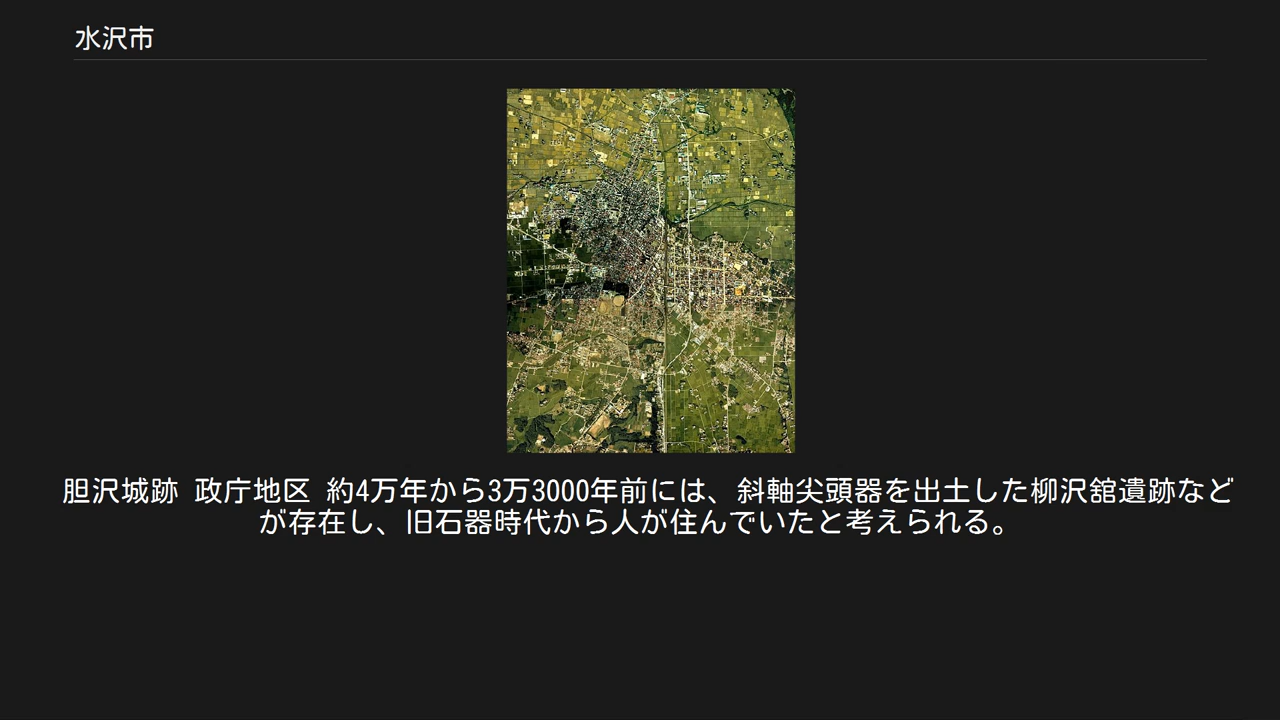 水沢市
胆沢城跡 政庁地区 約4万年から3万3000年前には、斜軸尖頭器を出土した柳沢舘遺跡など
が存在し、旧石器時代から人が住んでいたと考えられる。